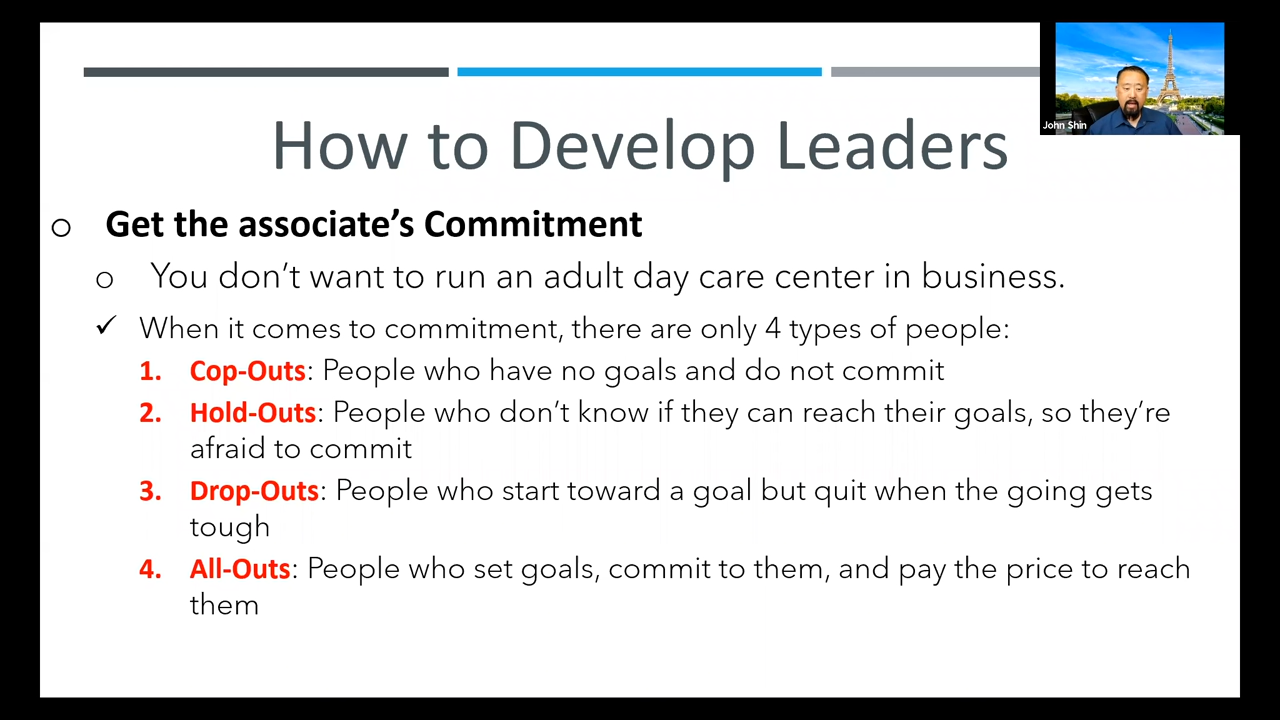 How to Develop Leaders
John Shin
o Get the associate’s Commitment
o You don’t want to run an adult day care center in business.
✓ When it comes to commitment, there are only 4 types of people:
1. Cop-Outs: People who have no goals and do not commit
2. Hold-Outs: People who don’t know if they can reach their goals, so they’re
afraid to commit
3. Drop-Outs: People who start toward a goal but quit when the going gets
tough
4. All-Outs: People who set goals, commit to them, and pay the price to reach
them